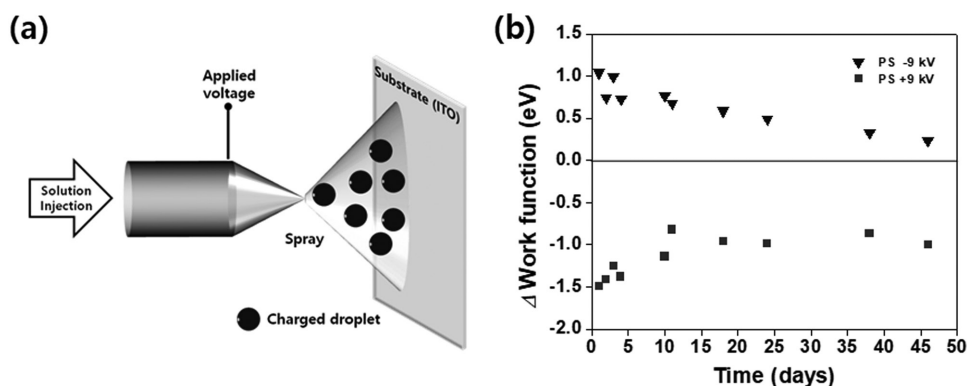 (a)
Applied
voltage
Substrate (ITO)
Solution
Injection
Spray
Charged droplet
(b)
Δ Work function (eV)
1.5
1.0
0.5
0.0
-0.5
-1.0
-1.5
-2.0
PS -9 kV
PS +9 kV
0 5 10 15 20 25 30 35 40 45 50
Time (days)